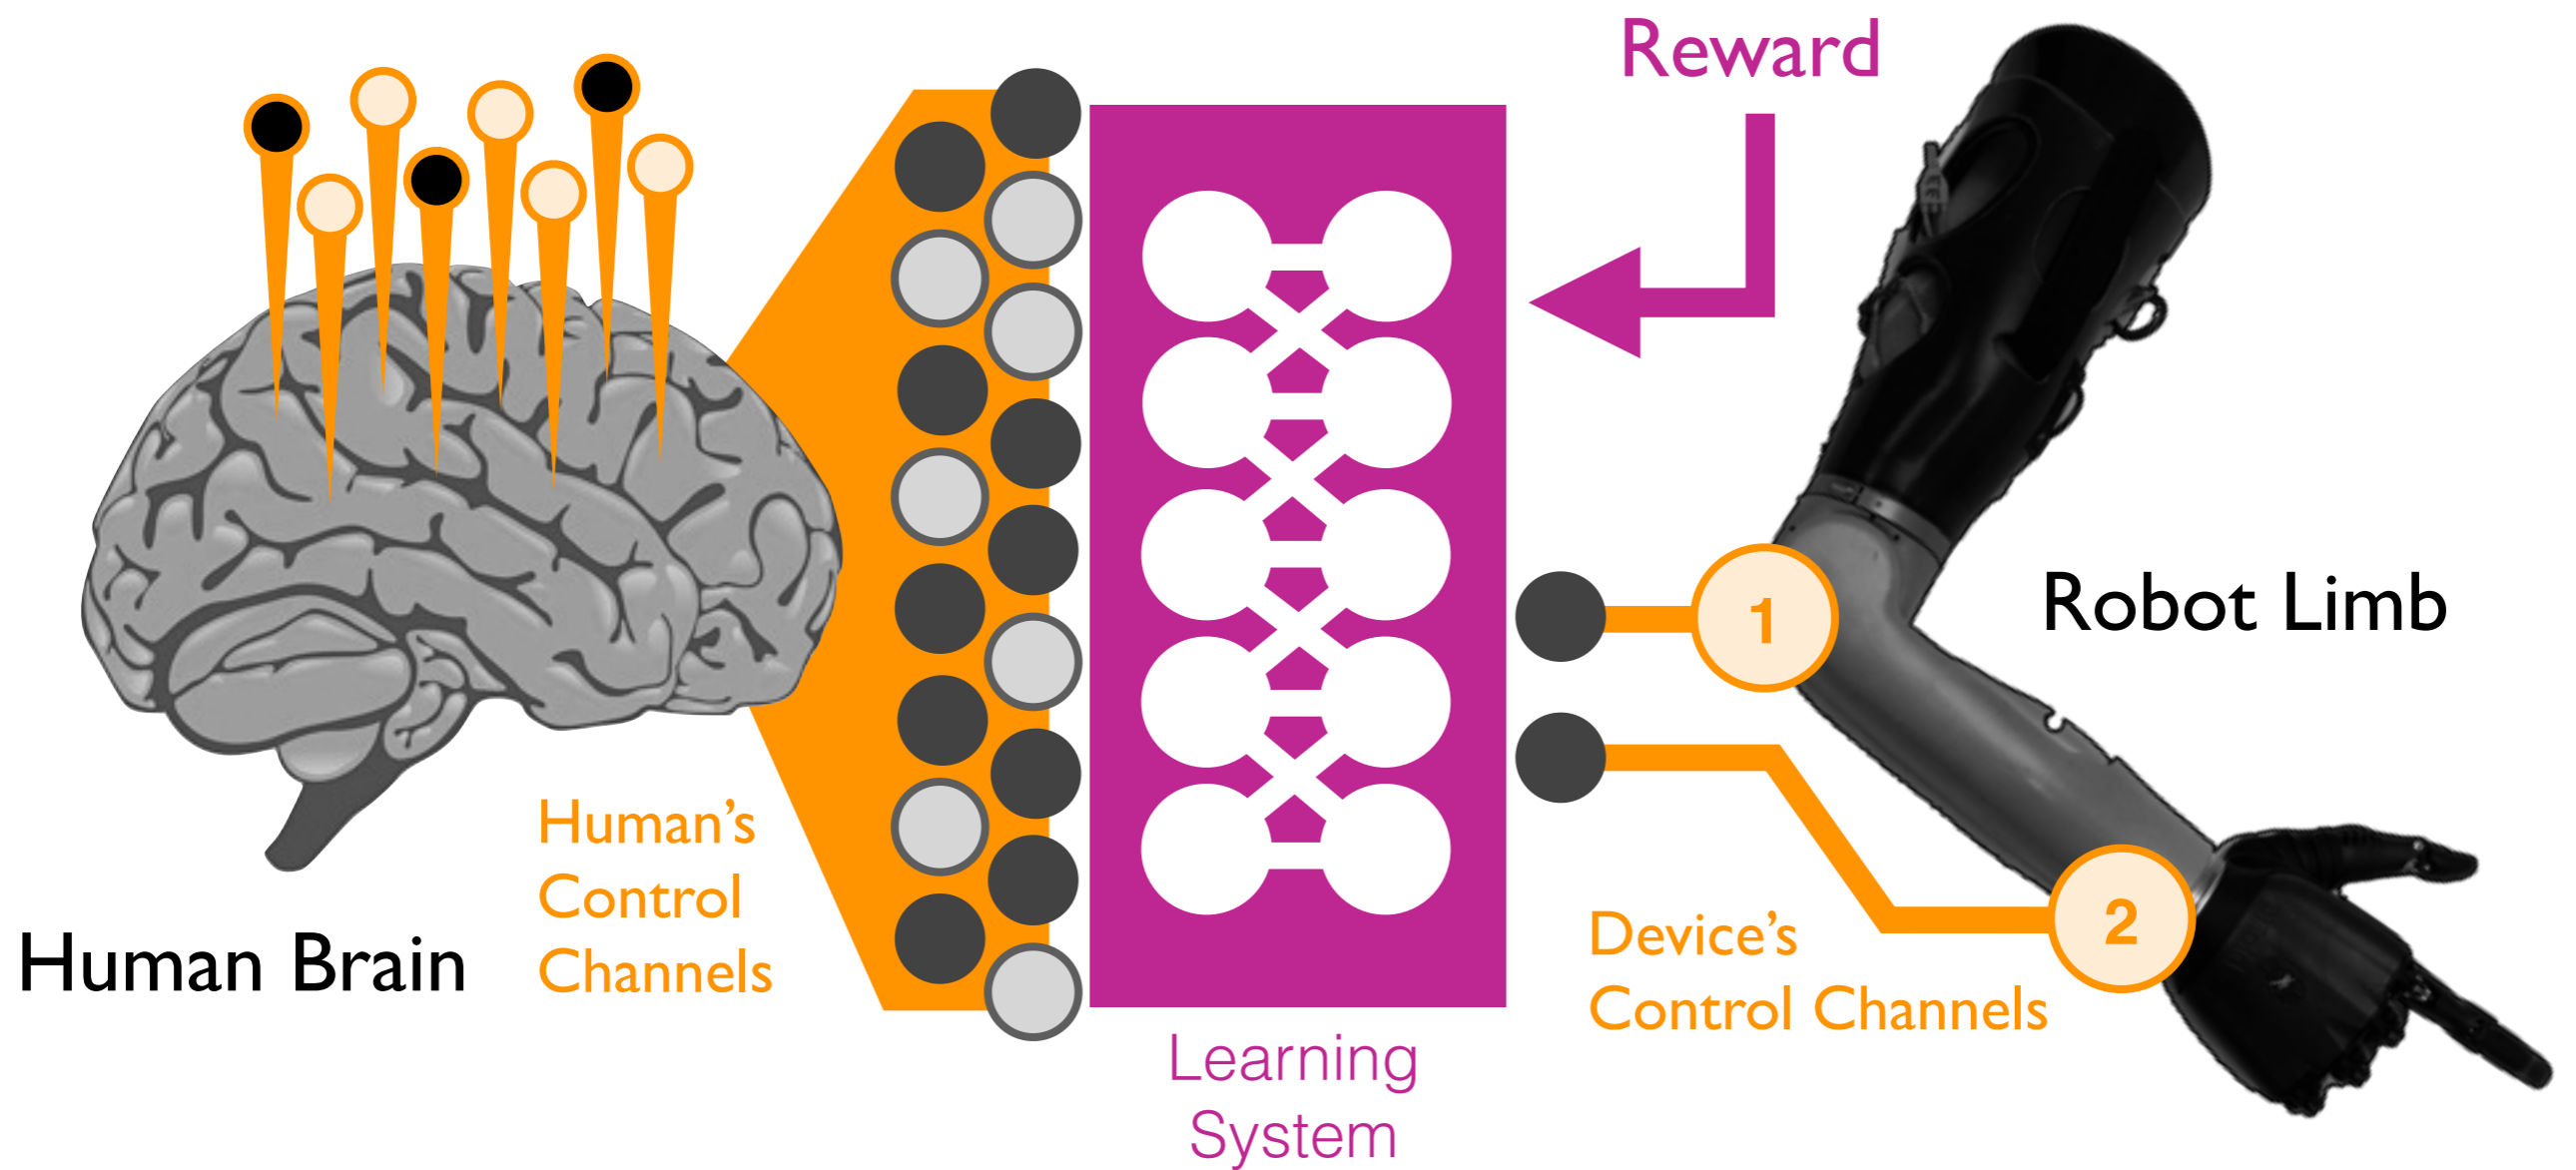 Reward
1
Robot Limb
2
Human's
Control
Channels
Human Brain
Device's
Control Channels
Learning
System